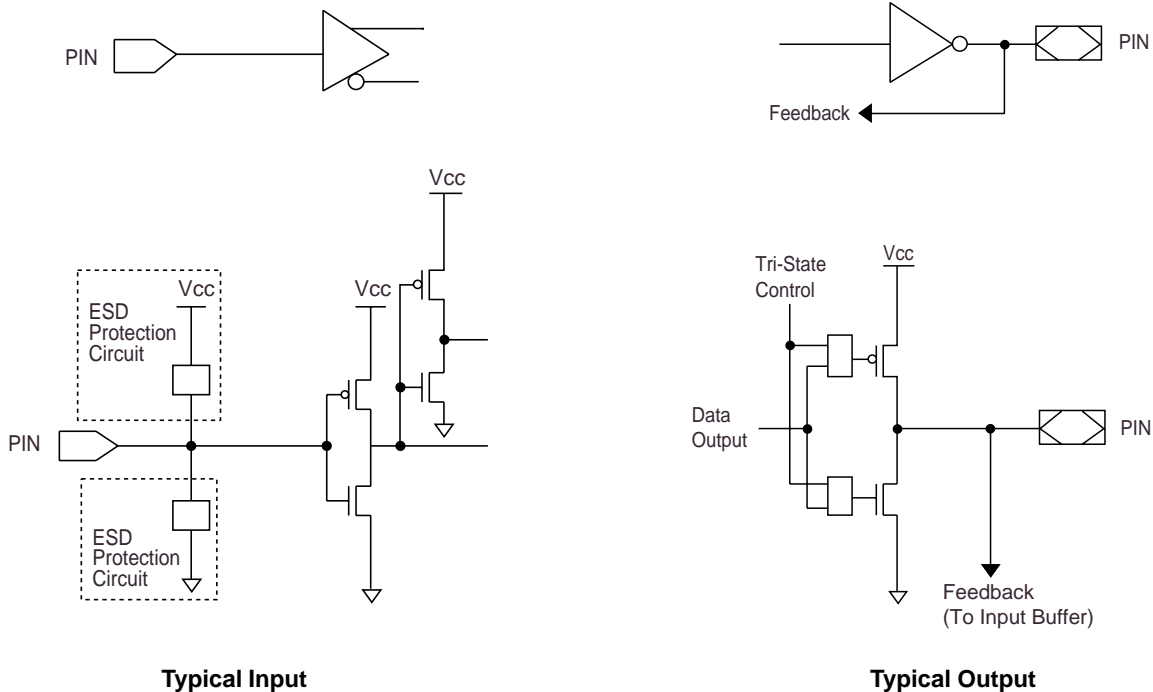 PIN
PIN
Feedback
Vcc
Vcc
ESD
Protection
Circuit
Vcc
PIN
ESD
Protection
Circuit
Tri-State
Control
Vcc
Data
Output
PIN
Feedback
(To Input Buffer)
Typical Input
Typical Output